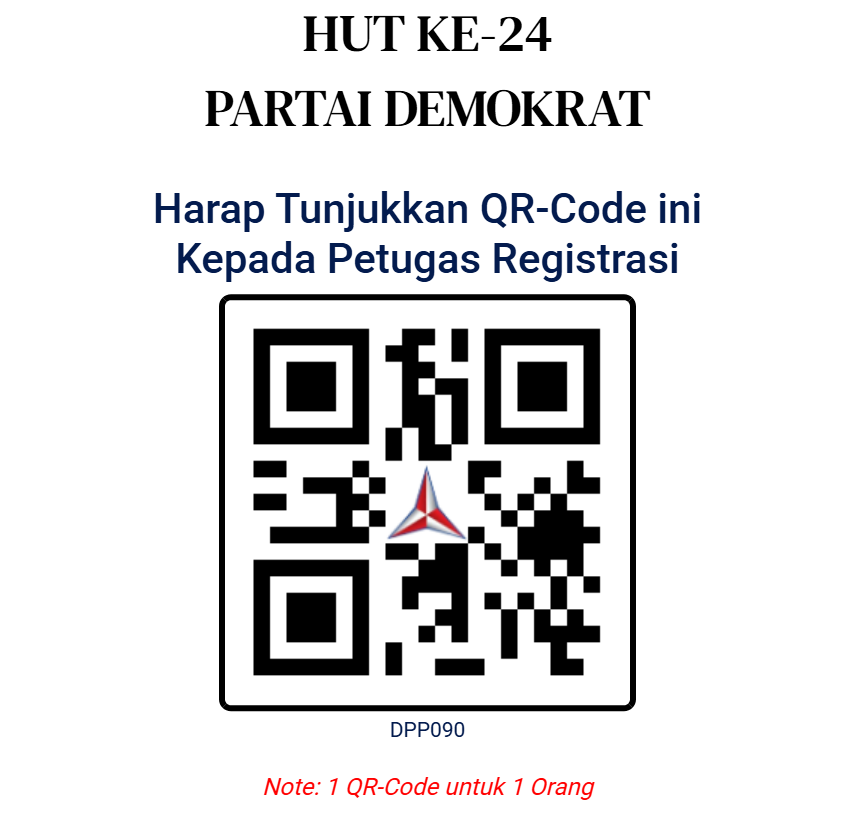 HUT KE-24
PARTAI DEMOKRAT
Harap Tunjukkan QR-Code ini
Kepada Petugas Registrasi
DPP090
Note: 1 QR-Code untuk 1 Orang